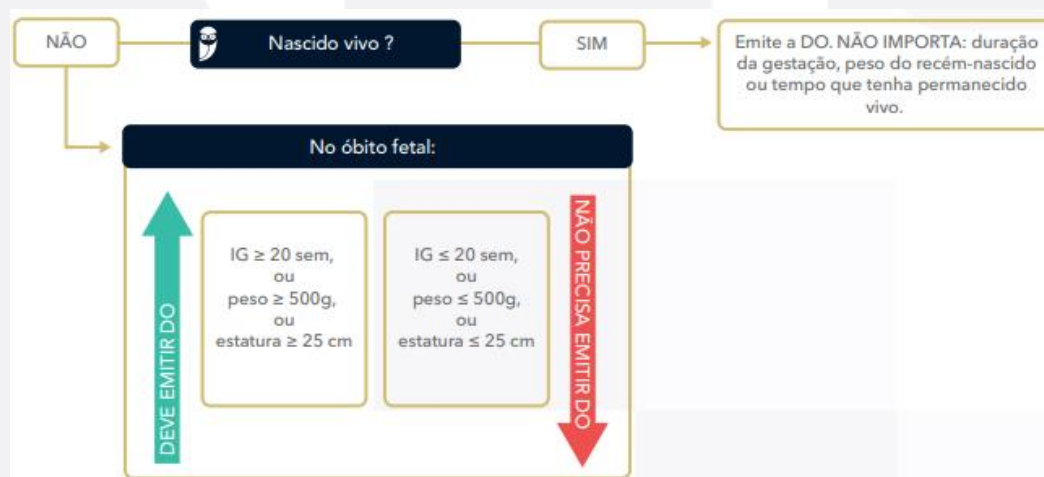 NÃO
Nascido vivo ?
SIM
Emite a DO. NÃO IMPORTA: duração
da gestação, peso do recém-nascido
ou tempo que tenha permanecido
vivo.
No óbito fetal:
DEVE EMITIR DO
IG ≥ 20 sem,
ou
peso ≥ 500g,
ou
estatura ≥ 25 cm
IG ≤ 20 sem,
ou
peso ≤ 500g,
ou
estatura ≤ 25 cm
NÃO PRECISA EMITIR DO